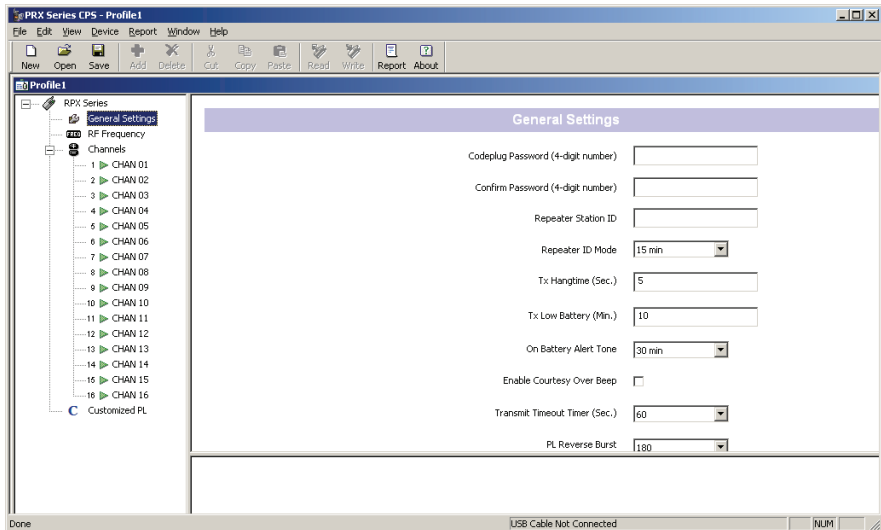 PRX Series CPS - Profile1
File Edit View Device Report Window Help
New Open Save Add Delete Cut Copy Paste Read Write Report About
Profile1
RPX Series
General Settings
FREQ RF Frequency
Channels
1 CHAN 01
2 CHAN 02
3 CHAN 03
4 CHAN 04
5 CHAN 05
6 CHAN 06
7 CHAN 07
8 CHAN 08
9 CHAN 09
10 CHAN 10
11 CHAN 11
12 CHAN 12
13 CHAN 13
14 CHAN 14
15 CHAN 15
16 CHAN 16
C Customized PL
General Settings
Codeplug Password (4-digit number)
Confirm Password (4-digit number)
Repeater Station ID
Repeater ID Mode 15 min
Tx Hangtime (Sec.) 5
Tx Low Battery (Min.) 10
On Battery Alert Tone 30 min
Enable Courtesy Over Beep
Transmit Timeout Timer (Sec.) 60
PL Reverse Burst 180
Done USB Cable Not Connected NUM